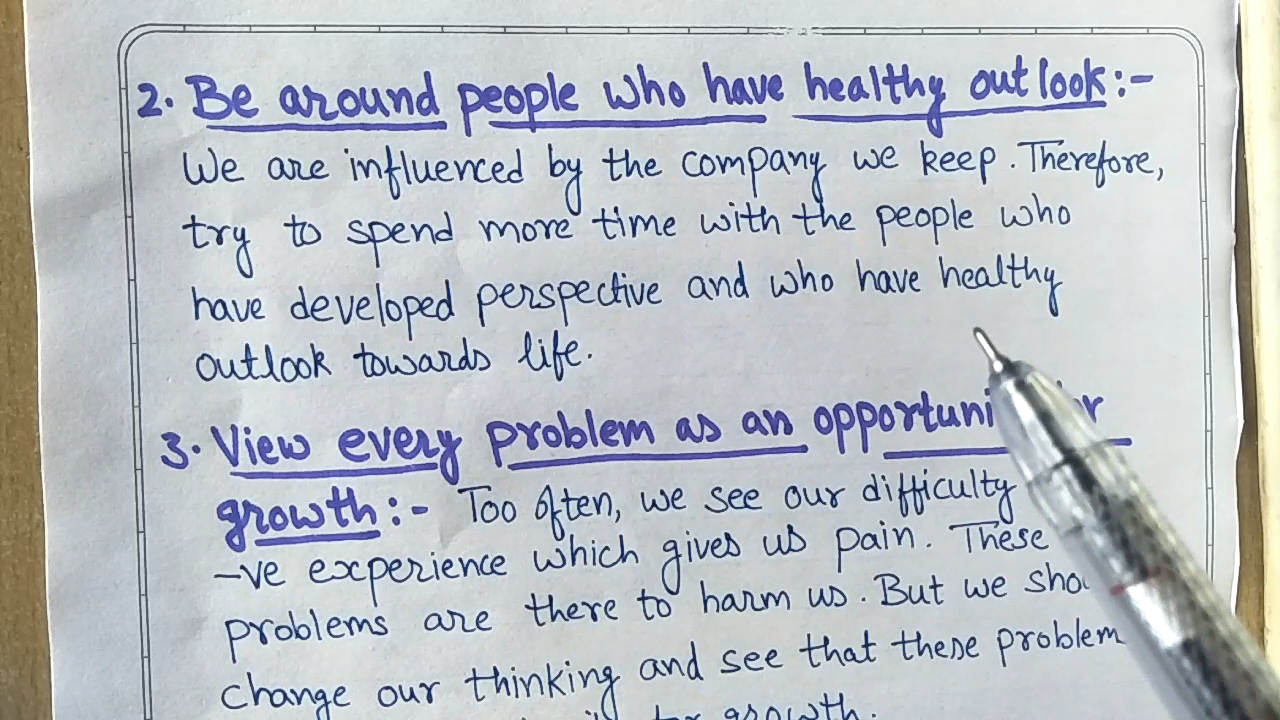 2. Be around people who have healthy outlook:-
We are influenced by the company we keep. Therefore,
try to spend more time with the people who
have developed perspective and who have healthy
outlook towards life.
3. View every problem as an
growth:- Too often, we see our difficulty
-ve experience which gives us pain. These
problems are there to harm us. But we
change our thinking and see that these problem
growth.